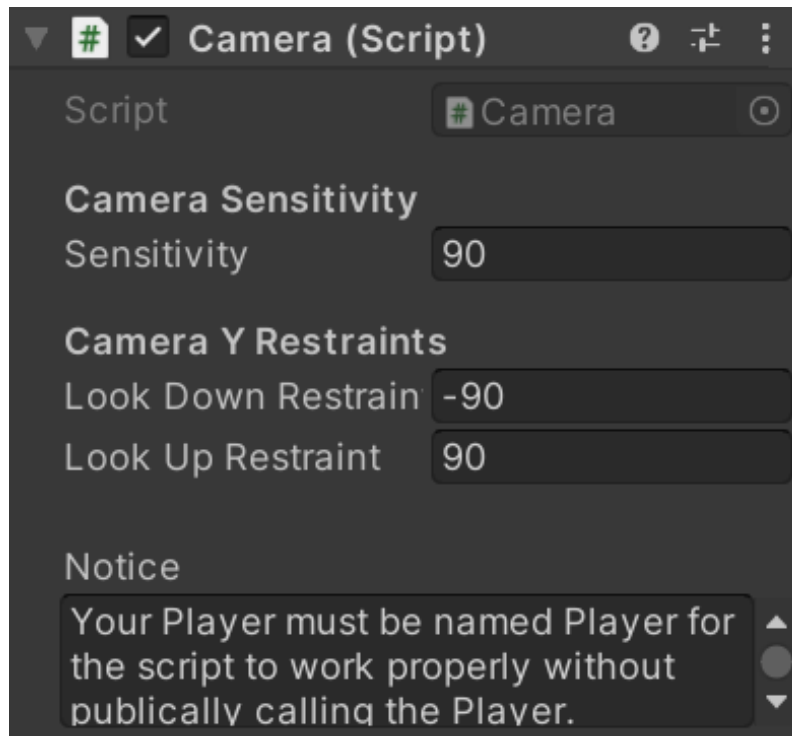 # Camera (Script)
Script # Camera
Camera Sensitivity
Sensitivity 90
Camera Y Restraints
Look Down Restrain -90
Look Up Restraint 90
Notice
Your Player must be named Player for
the script to work properly without
publically calling the Player.